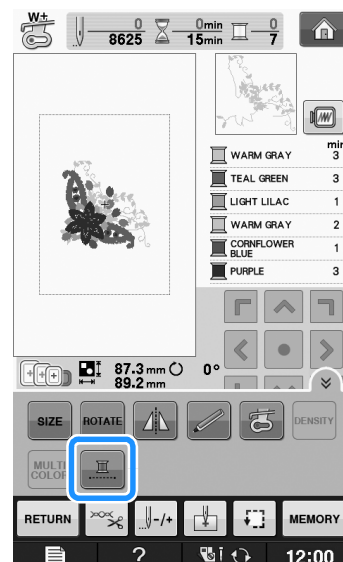 W+
0
8625
0min
15min
0
7
min
WARM GRAY 3
TEAL GREEN 3
LIGHT LILAC 1
WARM GRAY 2
CORNFLOWER
BLUE 1
PURPLE 3
87.3 mm 0°
89.2 mm
SIZE ROTATE DENSITY
MULTI
COLOR
RETURN -/+ MEMORY
? 12:00